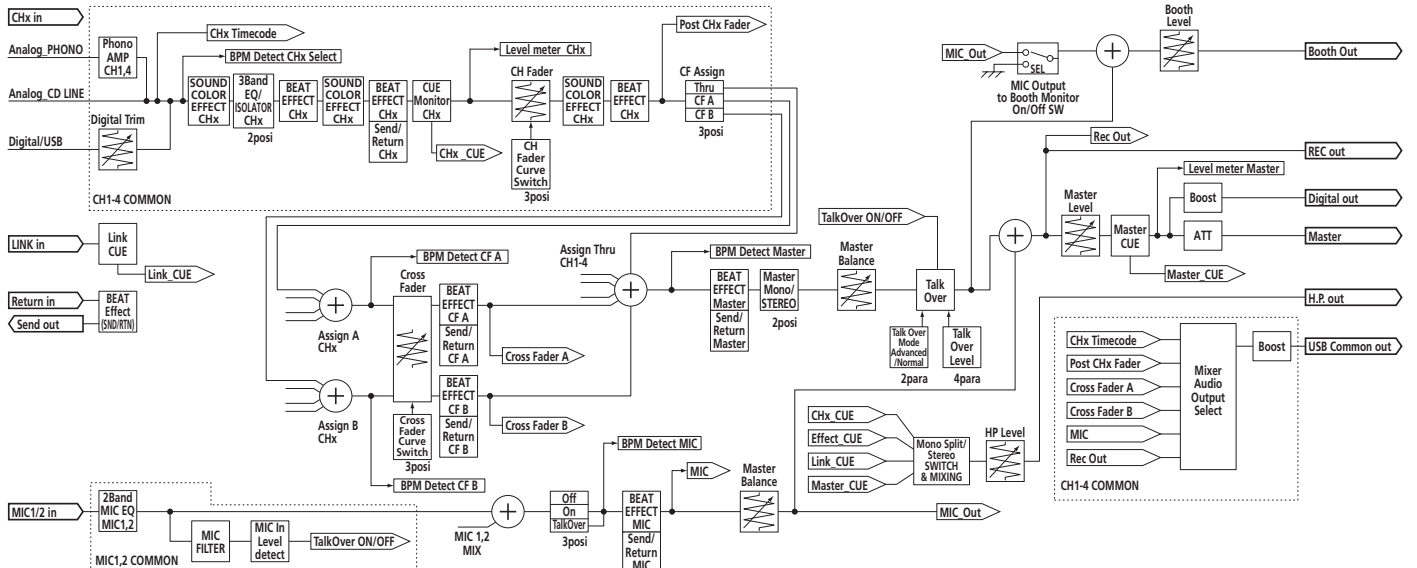 CHx in
Analog_PHONO
Phono
AMP
CH1,4
CHx Timecode
BPM Detect CHx Select
Analog_CD LINE
Digital Trim
Digital/USB
SOUND
COLOR
EFFECT
CHx
3Band
EQ/
ISOLATOR
CHx
2posi
BEAT
EFFECT
CHx
SOUND
COLOR
EFFECT
CHx
BEAT
EFFECT
CHx
Send/
Return
CHx
CUE
Monitor
CHx
CHx _CUE
Level meter CHx
CH Fader
CH
Fader
Curve
Switch
3posi
SOUND
COLOR
EFFECT
CHx
BEAT
EFFECT
CHx
Post CHx Fader
CF Assign
Thru
CF A
CF B
3posi
CH1-4 COMMON
MIC_Out
SEL
MIC Output
to Booth Monitor
On/Off SW
Booth
Level
Booth Out
Rec Out
REC out
Level meter Master
Master
Level
Master
CUE
Boost
Digital out
ATT
Master
Master_CUE
H.P. out
LINK in
Link
CUE
Link_CUE
Return in
Send out
BEAT
Effect
(SND/RTN)
BPM Detect CF A
Cross
Fader
Assign A
CHx
BEAT
EFFECT
CF A
Send/
Return
CF A
Cross Fader A
Assign B
CHx
Cross
Fader
Curve
Switch
3posi
BEAT
EFFECT
CF B
Send/
Return
CF B
Cross Fader B
BPM Detect CF B
Assign Thru
CH1-4
BPM Detect Master
BEAT
EFFECT
Master
Send/
Return
Master
Master
Mono/
STEREO
2posi
Master
Balance
TalkOver ON/OFF
Talk
Over
Talk Over
Mode
Advanced
/Normal
2para
Talk
Over
Level
4para
CHx_CUE
Effect_CUE
Link_CUE
Master_CUE
Mono Split/
Stereo
SWITCH
& MIXING
HP Level
CHx Timecode
Post CHx Fader
Cross Fader A
Cross Fader B
MIC
Rec Out
Mixer
Audio
Output
Select
Boost
USB Common out
CH1-4 COMMON
MIC1/2 in
2Band
MIC EQ
MIC1,2
MIC
FILTER
MIC In
Level
detect
TalkOver ON/OFF
MIC1,2 COMMON
MIC 1,2
MIX
Off
On
TalkOver
3posi
BPM Detect MIC
BEAT
EFFECT
MIC
Send/
Return
MIC
MIC
Master
Balance
MIC_Out